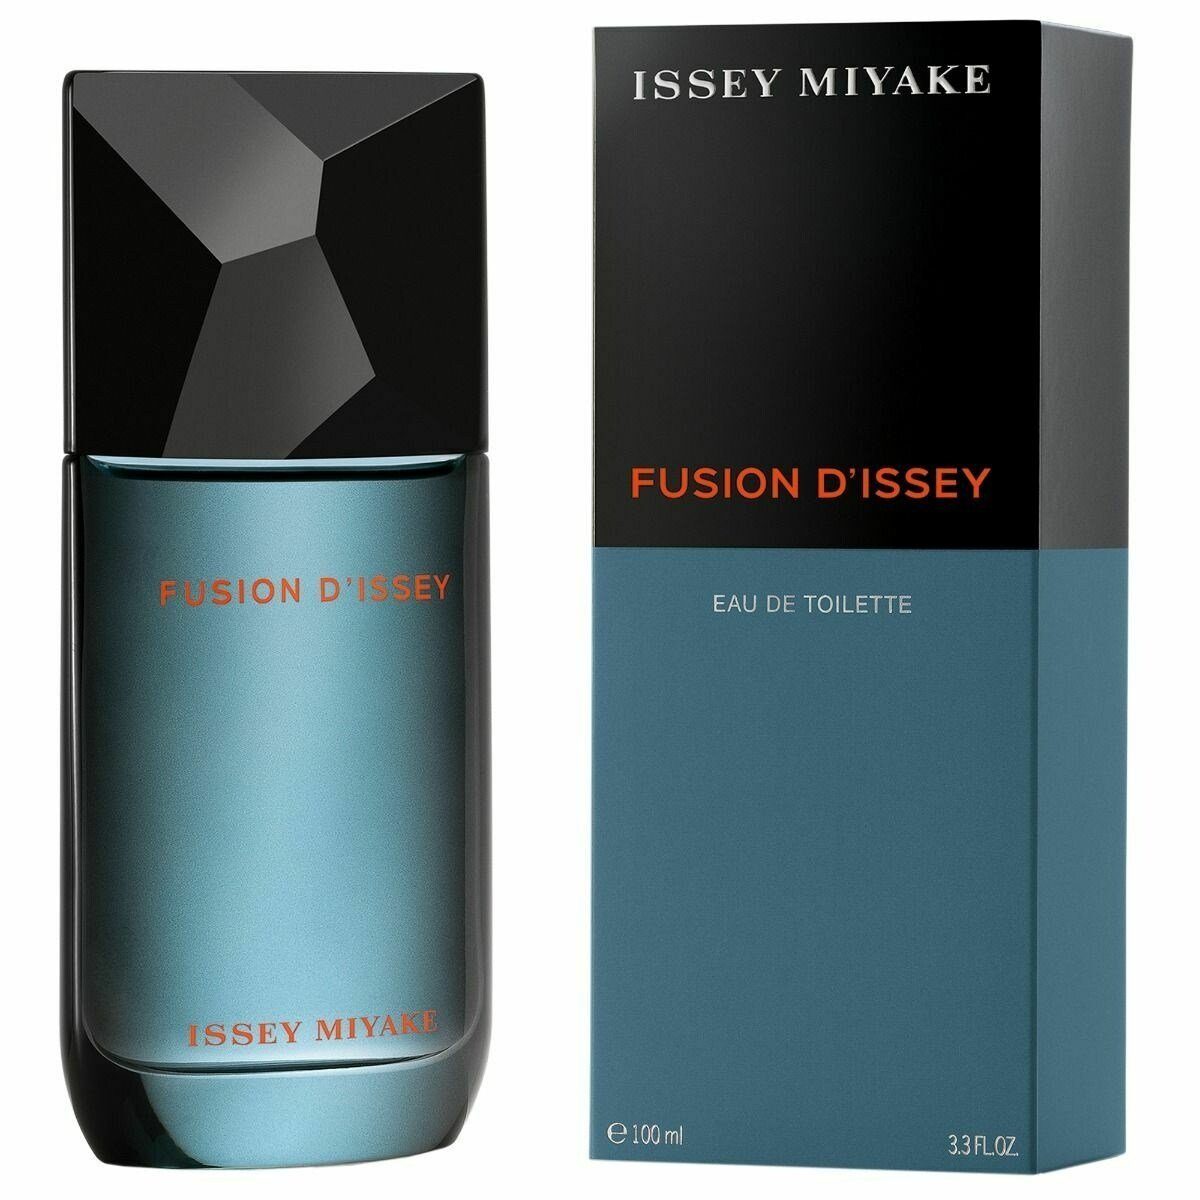 FUSION D'ISSEY
ISSEY MIYAKE
ISSEY MIYAKE
FUSION D'ISSEY
EAU DE TOILETTE
℮ 100 ml
3.3 FL.OZ.